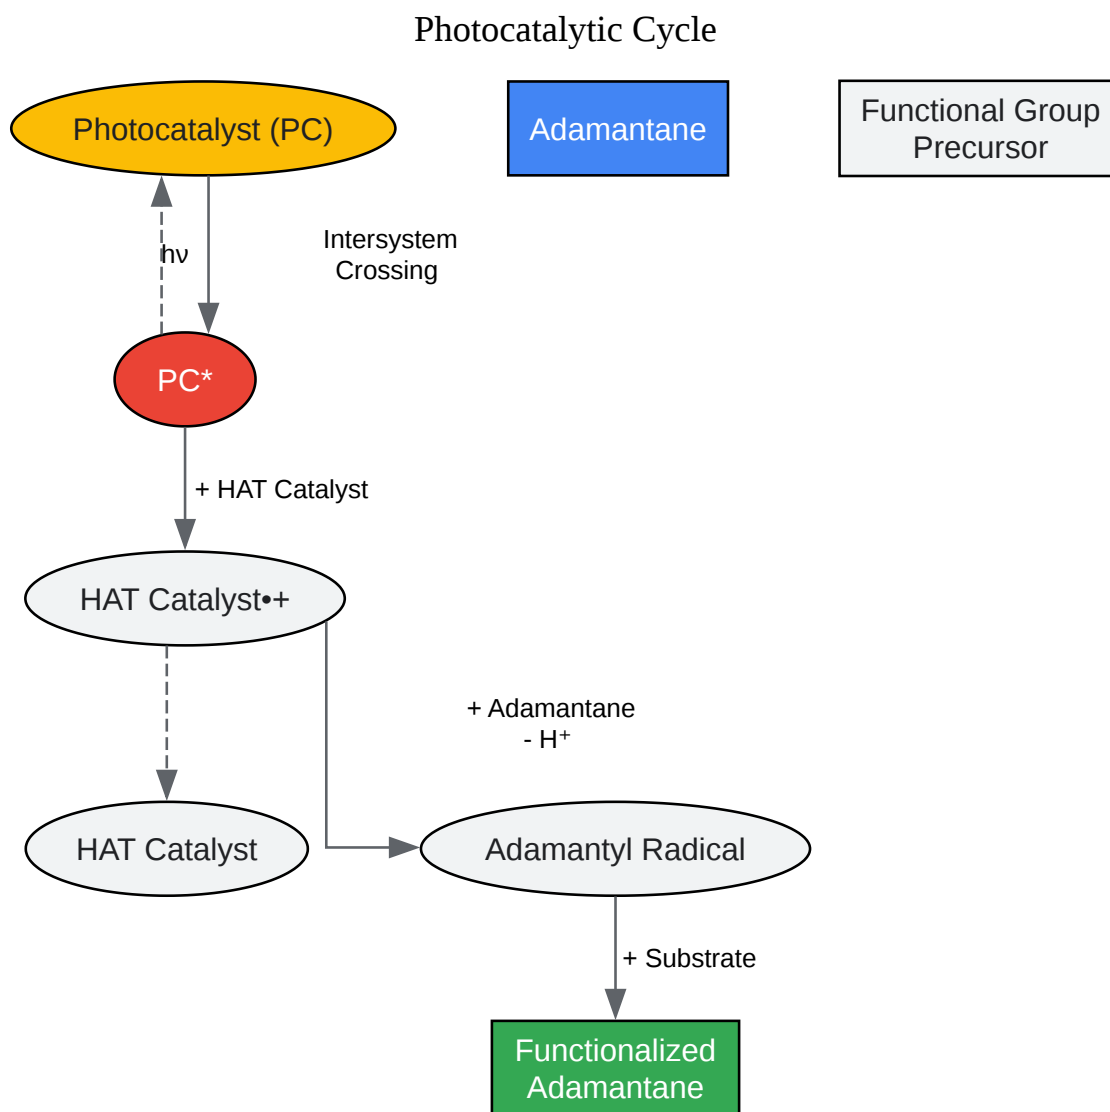 Photocatalytic Cycle
Photocatalyst (PC)
Adamantane
Functional Group
Precursor
hν
Intersystem
Crossing
PC*
+ HAT Catalyst
HAT Catalyst•+
+ Adamantane
- H⁺
HAT Catalyst
Adamantyl Radical
+ Substrate
Functionalized
Adamantane